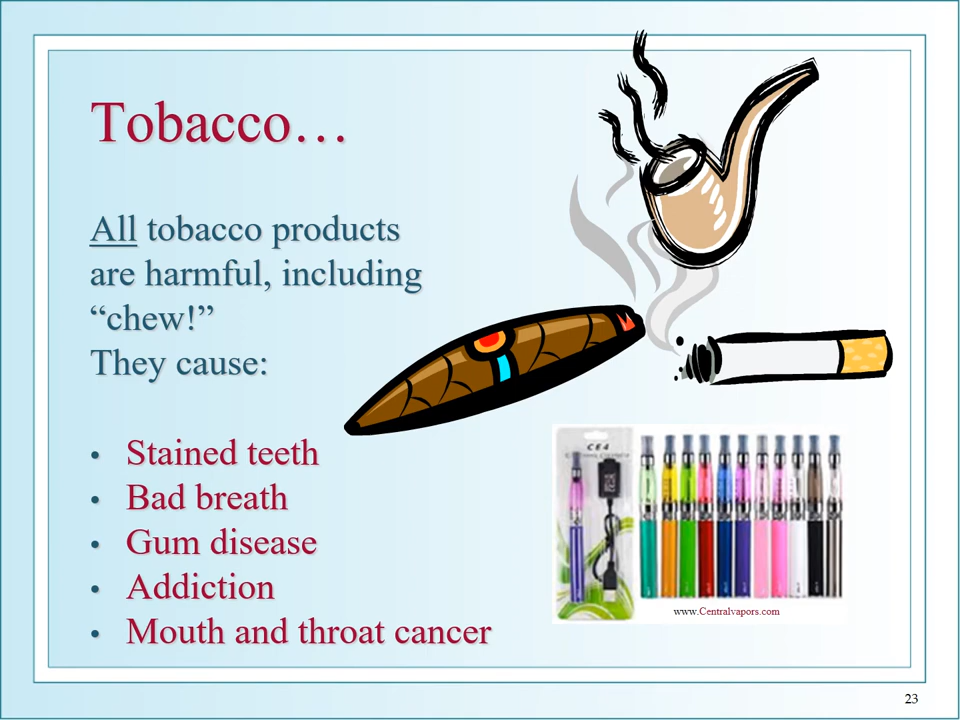 Tobacco…
All tobacco products
are harmful, including
“chew!”
They cause:
• Stained teeth
• Bad breath
• Gum disease
• Addiction
• Mouth and throat cancer
CE4
www.Centralvapors.com
23